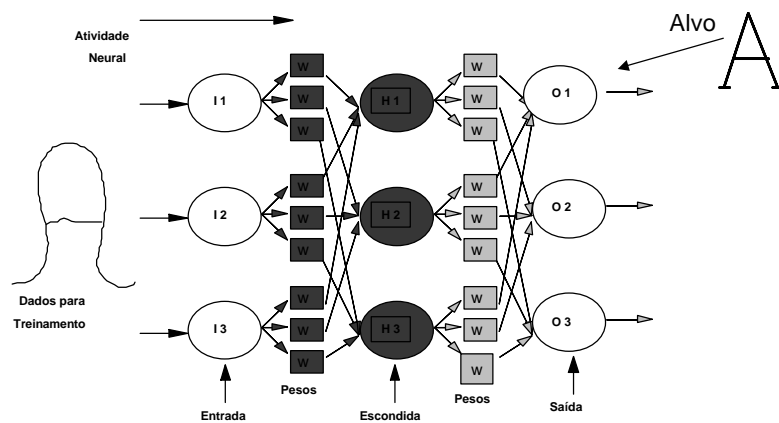 Atividade
Neural
Alvo
A
I 1
W
W
W
H 1
W
W
W
O 1
I 2
W
W
W
H 2
W
W
W
O 2
I 3
W
W
W
H 3
W
W
W
O 3
Dados para
Treinamento
Entrada
Pesos
Escondida
Pesos
Saída